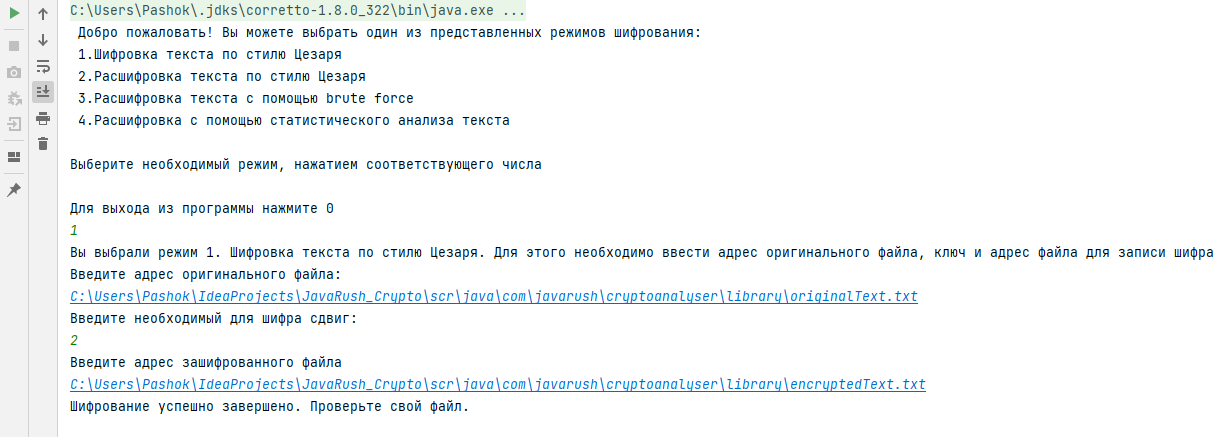 C:\Users\Pashok\.jdks\corretto-1.8.0_322\bin\java.exe ...
Добро пожаловать! Вы можете выбрать один из представленных режимов шифрования:
1.Шифровка текста по стилю Цезаря
2.Расшифровка текста по стилю Цезаря
3.Расшифровка текста с помощью brute force
4.Расшифровка с помощью статистического анализа текста
Выберите необходимый режим, нажатием соответствующего числа
Для выхода из программы нажмите 0
1
Вы выбрали режим 1. Шифровка текста по стилю Цезаря. Для этого необходимо ввести адрес оригинального файла, ключ и адрес файла для записи шифра
Введите адрес оригинального файла:
C:\Users\Pashok\IdeaProjects\JavaRush_Crypto\scr\java\com\javarush\cryptoanalyser\library\originalText.txt
Введите необходимый для шифра сдвиг:
2
Введите адрес зашифрованного файла
C:\Users\Pashok\IdeaProjects\JavaRush_Crypto\scr\java\com\javarush\cryptoanalyser\library\encryptedText.txt
Шифрование успешно завершено. Проверьте свой файл.